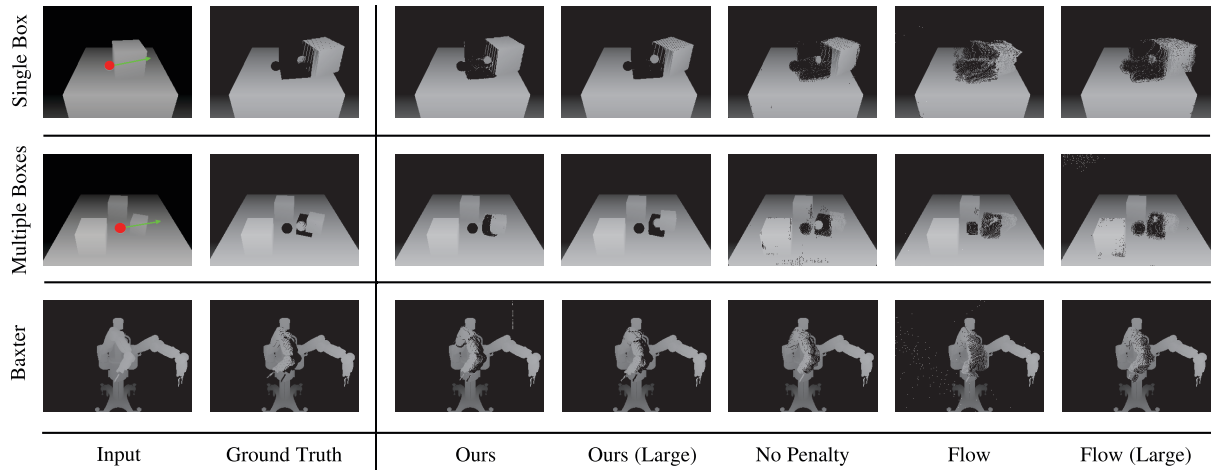 Single Box
Multiple Boxes
Baxter
Input Ground Truth Ours Ours (Large) No Penalty Flow Flow (Large)